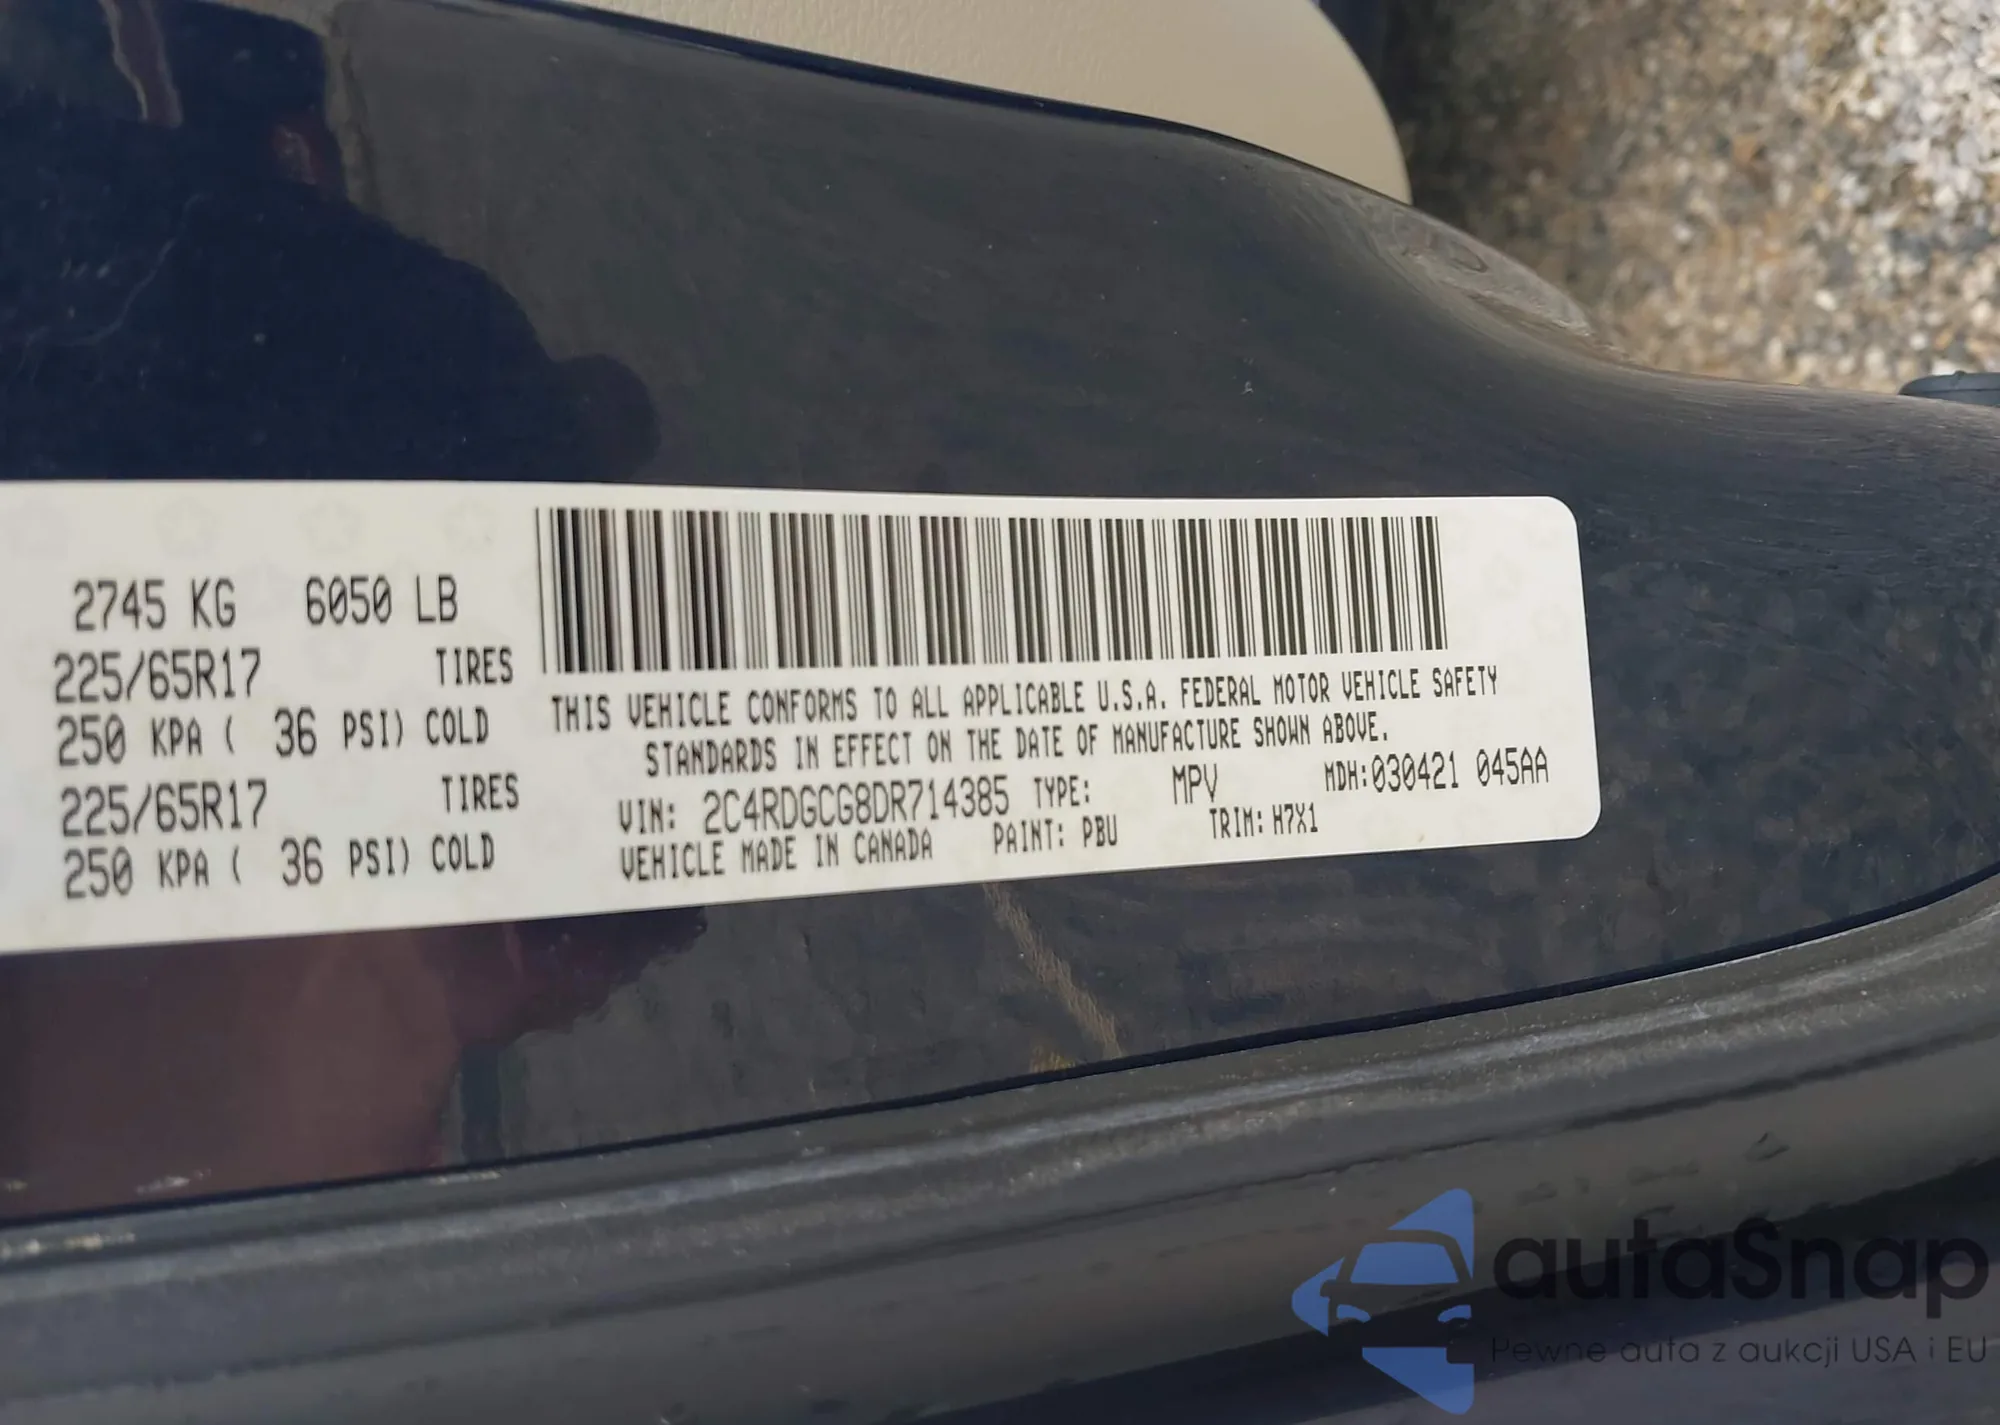 2745 KG 6050 LB
225/65R17 TIRES
250 KPA ( 36 PSI) COLD
225/65R17 TIRES
250 KPA ( 36 PSI) COLD
THIS VEHICLE CONFORMS TO ALL APPLICABLE U.S.A. FEDERAL MOTOR VEHICLE SAFETY
STANDARDS IN EFFECT ON THE DATE OF MANUFACTURE SHOWN ABOVE.
VIN: 2C4RDGCG8DR714385 TYPE: MPV MDH:030421 045AA
VEHICLE MADE IN CANADA PAINT: PBU TRIM: H7X1
autaSnap
Pewne auta z aukcji USA i EU